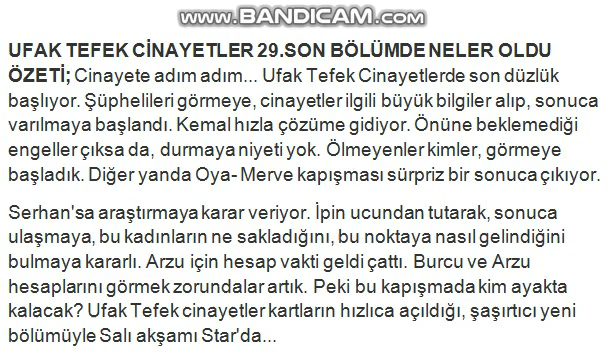 www.BANDICAM.com
UFAK TEFEK CİNAYETLER 29.SON BÖLÜMDE NELER OLDU
ÖZETİ; Cinayete adım adım... Ufak Tefek Cinayetlerde son düzlük
başlıyor. Şüphelileri görmeye, cinayetler ilgili büyük bilgiler alıp, sonuca
varılmaya başlandı. Kemal hızla çözüme gidiyor. Önüne beklemediği
engeller çıksa da, durmaya niyeti yok. Ölmeyenler kimler, görmeye
başladık. Diğer yanda Oya- Merve kapışması sürpriz bir sonuca çıkıyor.
Serhan'sa araştırmaya karar veriyor. İpin ucundan tutarak, sonuca
ulaşmaya, bu kadınların ne sakladığını, bu noktaya nasıl gelindiğini
bulmaya kararlı. Arzu için hesap vakti geldi çattı. Burcu ve Arzu
hesaplarını görmek zorundalar artık. Peki bu kapışmada kim ayakta
kalacak? Ufak Tefek cinayetler kartların hızlıca açıldığı, şaşırtıcı yeni
bölümüyle Salı akşamı Star'da...